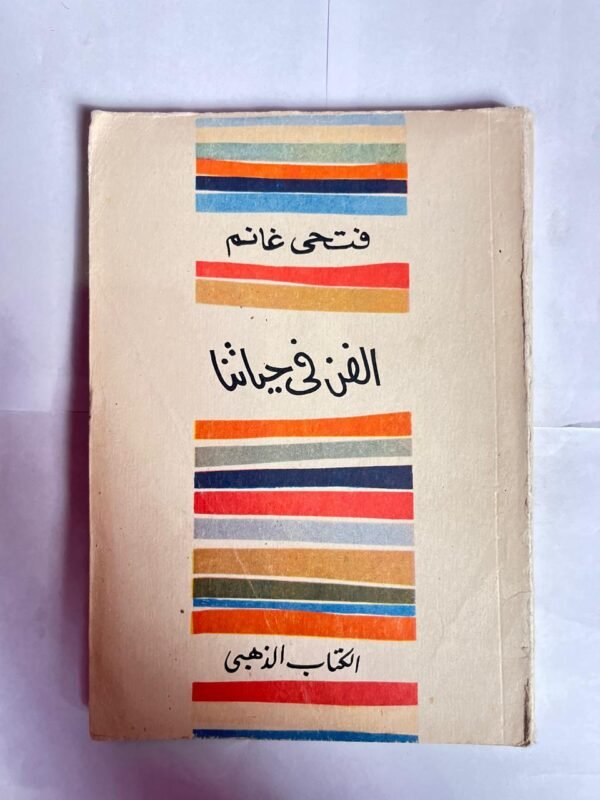 فتحى غانم
الفن فى حياتنا
الكتاب الذهبى